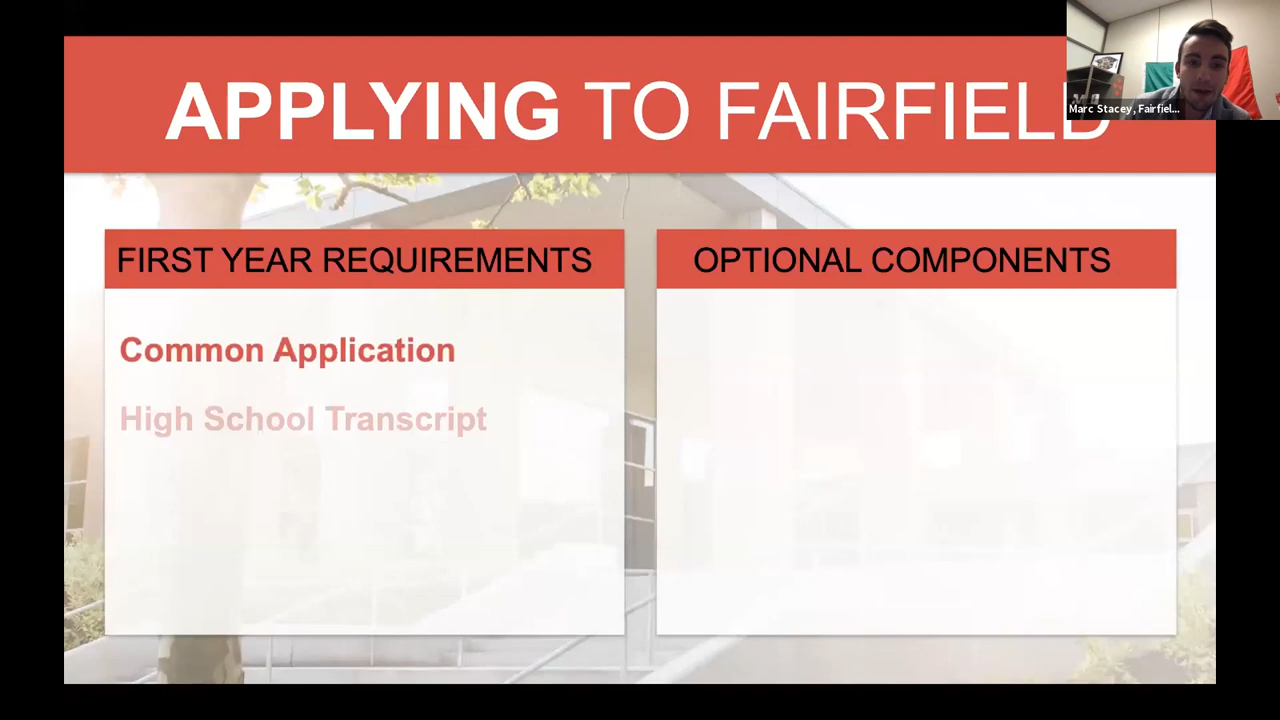 APPLYING TO FAIRFIELD
Marc Stacey, Fairfiel...
FIRST YEAR REQUIREMENTS
OPTIONAL COMPONENTS
Common Application
High School Transcript